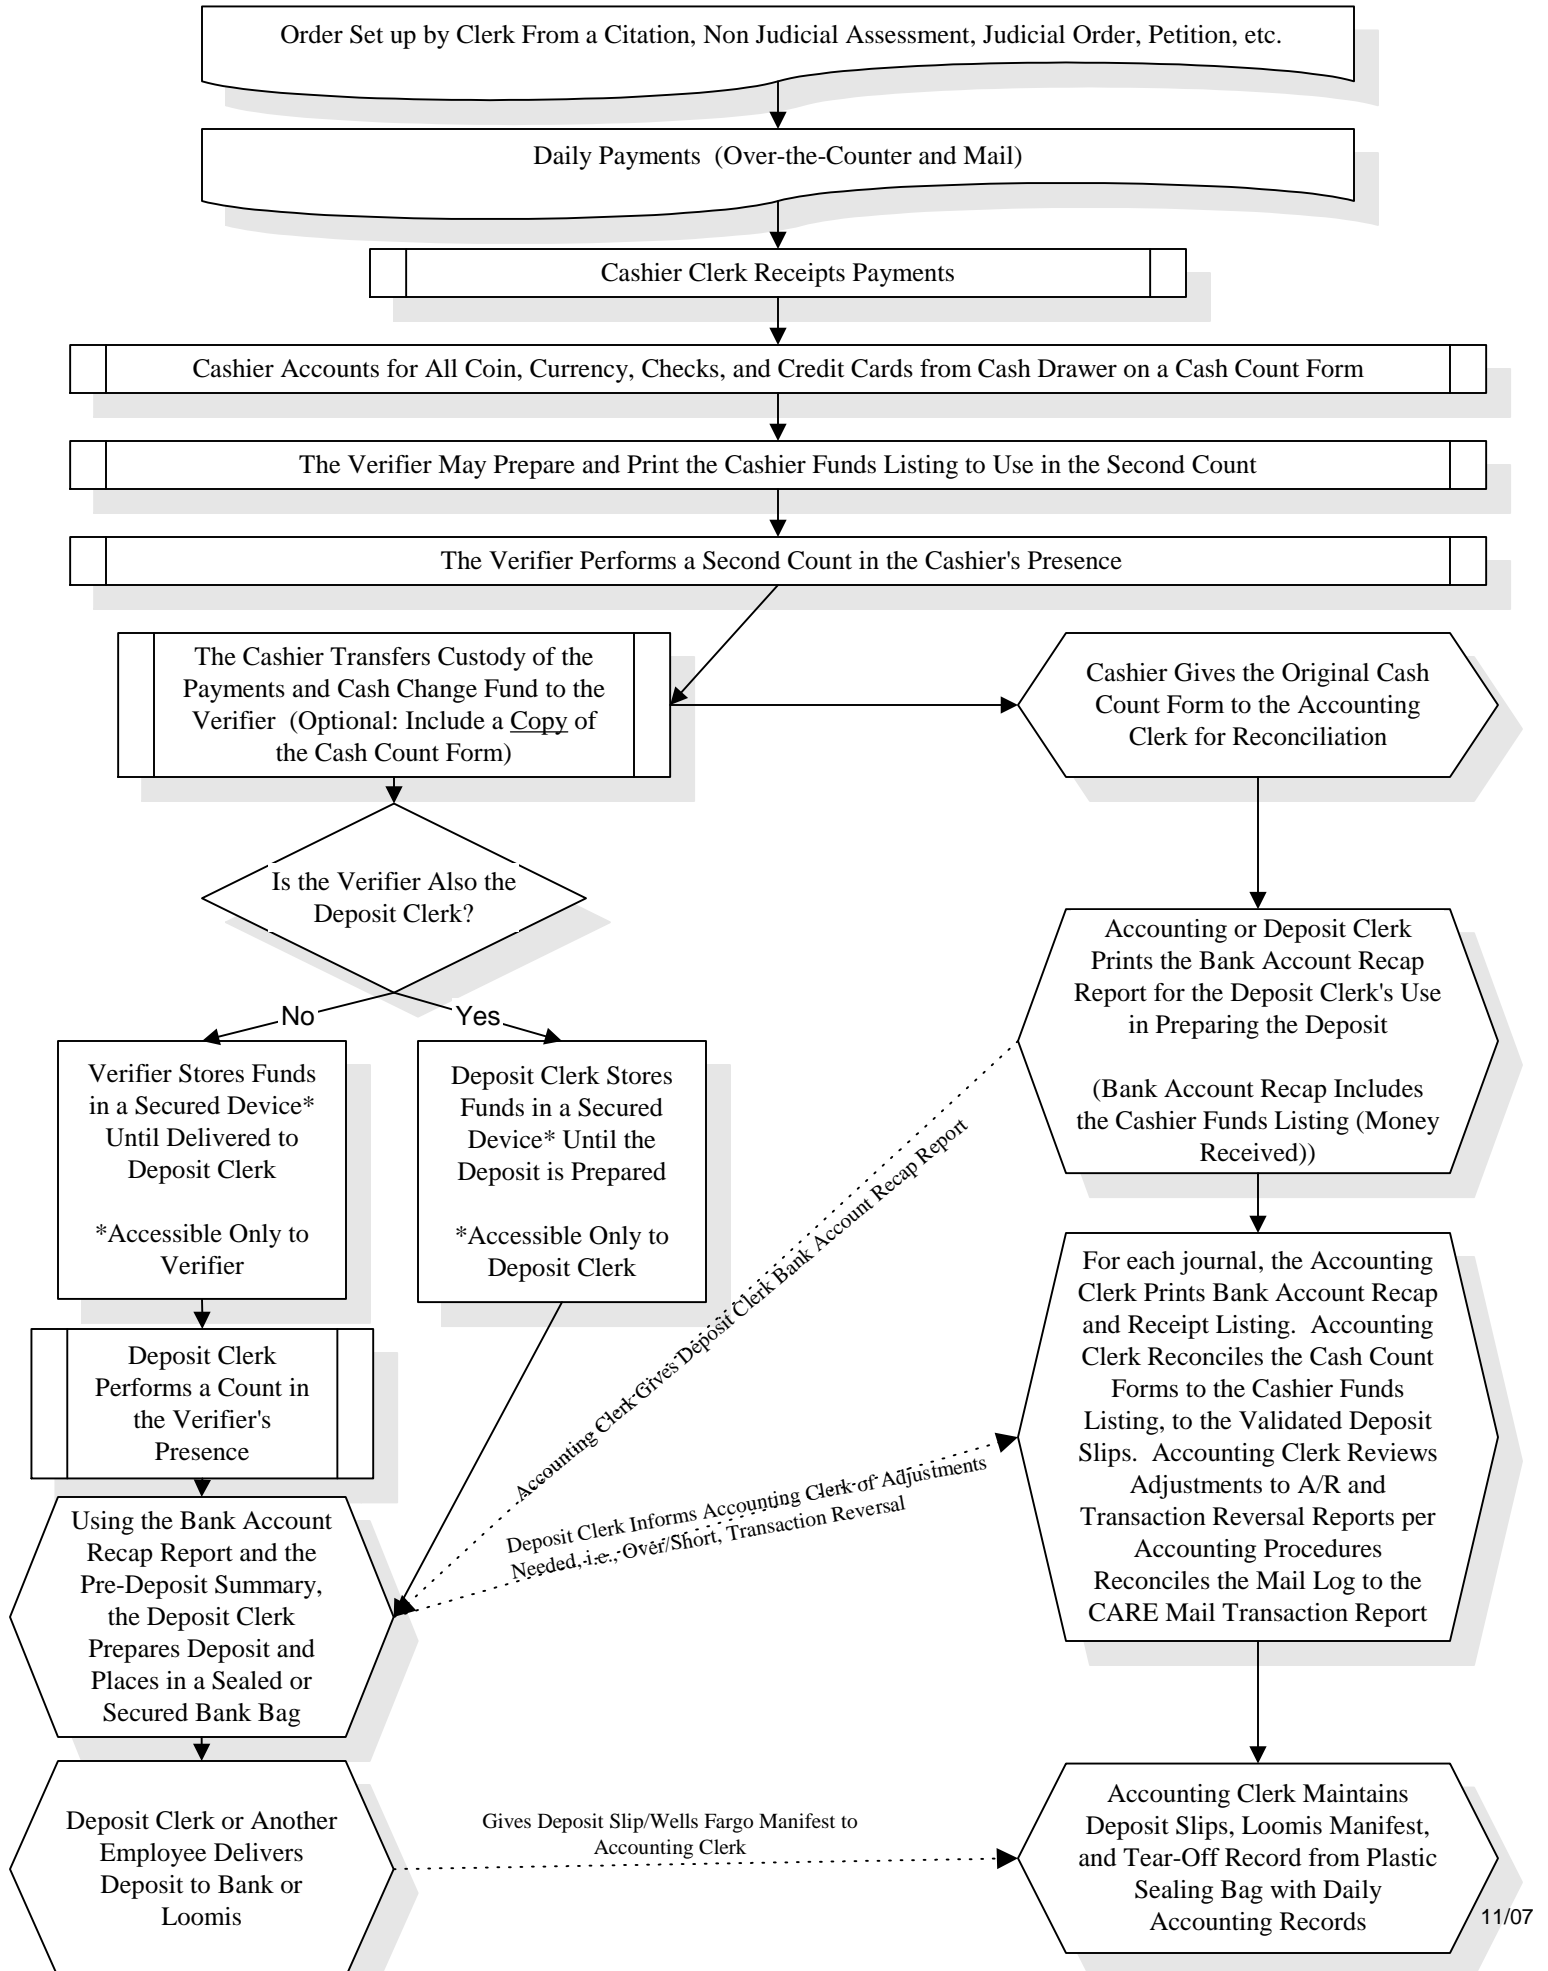 Order Set up by Clerk From a Citation, Non Judicial Assessment, Judicial Order, Petition, etc.
Daily Payments (Over-the-Counter and Mail)
Cashier Clerk Receipts Payments
Cashier Accounts for All Coin, Currency, Checks, and Credit Cards from Cash Drawer on a Cash Count Form
The Verifier May Prepare and Print the Cashier Funds Listing to Use in the Second Count
The Verifier Performs a Second Count in the Cashier's Presence
The Cashier Transfers Custody of the
Payments and Cash Change Fund to the
Verifier (Optional: Include a Copy of
the Cash Count Form)
Cashier Gives the Original Cash
Count Form to the Accounting
Clerk for Reconciliation
Is the Verifier Also the
Deposit Clerk?
No
Yes
Verifier Stores Funds
in a Secured Device*
Until Delivered to
Deposit Clerk
*Accessible Only to
Verifier
Deposit Clerk Stores
Funds in a Secured
Device* Until the
Deposit is Prepared
*Accessible Only to
Deposit Clerk
Accounting or Deposit Clerk
Prints the Bank Account Recap
Report for the Deposit Clerk's Use
in Preparing the Deposit
(Bank Account Recap Includes
the Cashier Funds Listing (Money
Received))
Accounting Clerk Gives Deposit Clerk Bank Account Recap Report
Deposit Clerk
Performs a Count in
the Verifier's
Presence
For each journal, the Accounting
Clerk Prints Bank Account Recap
and Receipt Listing. Accounting
Clerk Reconciles the Cash Count
Forms to the Cashier Funds
Listing, to the Validated Deposit
Slips. Accounting Clerk Reviews
Adjustments to A/R and
Transaction Reversal Reports per
Accounting Procedures
Reconciles the Mail Log to the
CARE Mail Transaction Report
Deposit Clerk Informs Accounting Clerk of Adjustments
Needed, i.e., Over/Short, Transaction Reversal
Using the Bank Account
Recap Report and the
Pre-Deposit Summary,
the Deposit Clerk
Prepares Deposit and
Places in a Sealed or
Secured Bank Bag
Deposit Clerk or Another
Employee Delivers
Deposit to Bank or
Loomis
Gives Deposit Slip/Wells Fargo Manifest to
Accounting Clerk
Accounting Clerk Maintains
Deposit Slips, Loomis Manifest,
and Tear-Off Record from Plastic
Sealing Bag with Daily
Accounting Records
11/07